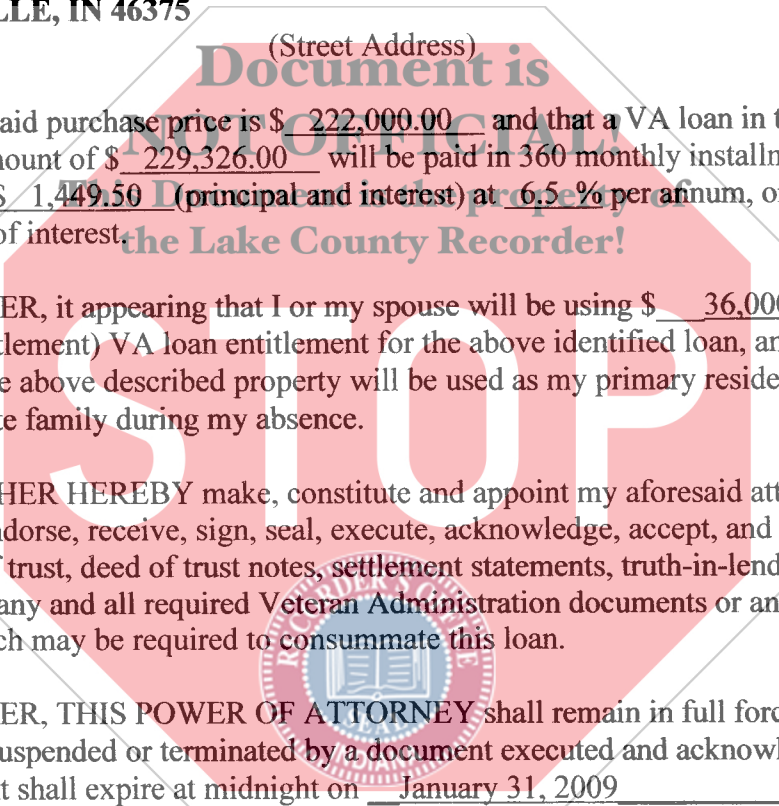 LLE, IN 46375
(Street Address)
Document is
aid purchase price is $ 222,000.00 and that a VA loan in t
NOT OFFICIAL!
nount of $ 229,326.00 will be paid in 360 monthly installm
$ 1,449.50 (principal and interest) at 6.5 % per annum, o
This Document is the property of
of interest.
the Lake County Recorder!
ER, it appearing that I or my spouse will be using $ 36,000
tlement) VA loan entitlement for the above identified loan, an
e above described property will be used as my primary reside
te family during my absence.
STOP
HER HEREBY make, constitute and appoint my aforesaid att
ndorse, receive, sign, seal, execute, acknowledge, accept, and
f trust, deed of trust notes, settlement statements, truth-in-lend
any and all required Veteran Administration documents or an
ch may be required to consummate this loan.
RECORDER'S OFFICE
ER, THIS POWER OF ATTORNEY shall remain in full forc
uspended or terminated by a document executed and acknowl
t shall expire at midnight on January 31, 2009